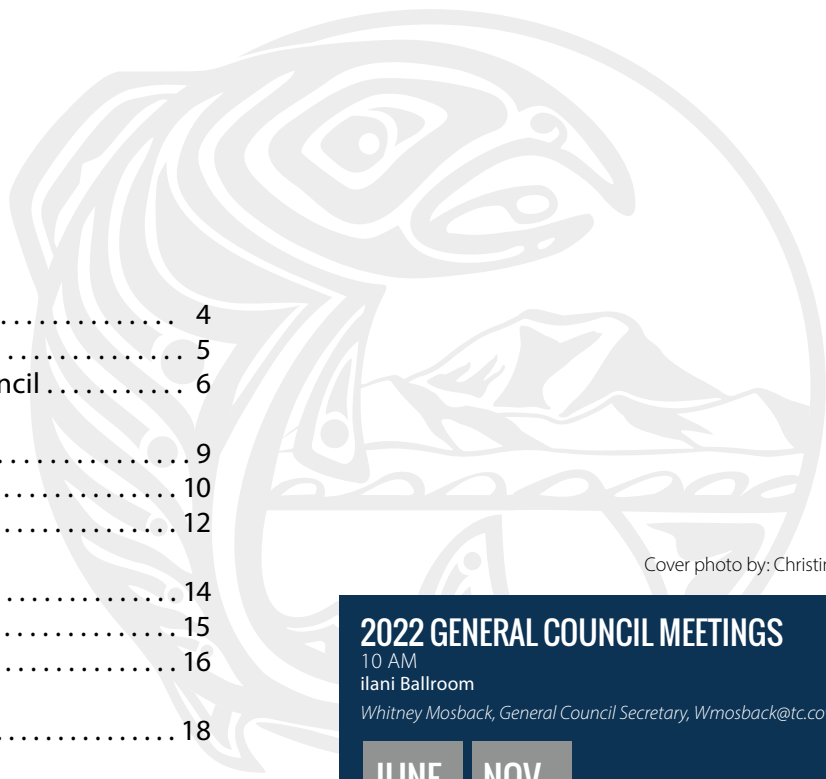 . . . . . . . . . . . . . . 4
. . . . . . . . . . . . . . 5
ncil . . . . . . . . . . . 6
. . . . . . . . . . . . . . . 9
. . . . . . . . . . . . . . 10
. . . . . . . . . . . . . . 12
. . . . . . . . . . . . . . 14
. . . . . . . . . . . . . . 15
. . . . . . . . . . . . . . 16
. . . . . . . . . . . . . . . 18
Cover photo by: Christin
2022 GENERAL COUNCIL MEETINGS
10 AM
ilani Ballroom
Whitney Mosback, General Council Secretary, Wmosback@tc.co
JUNE NOV